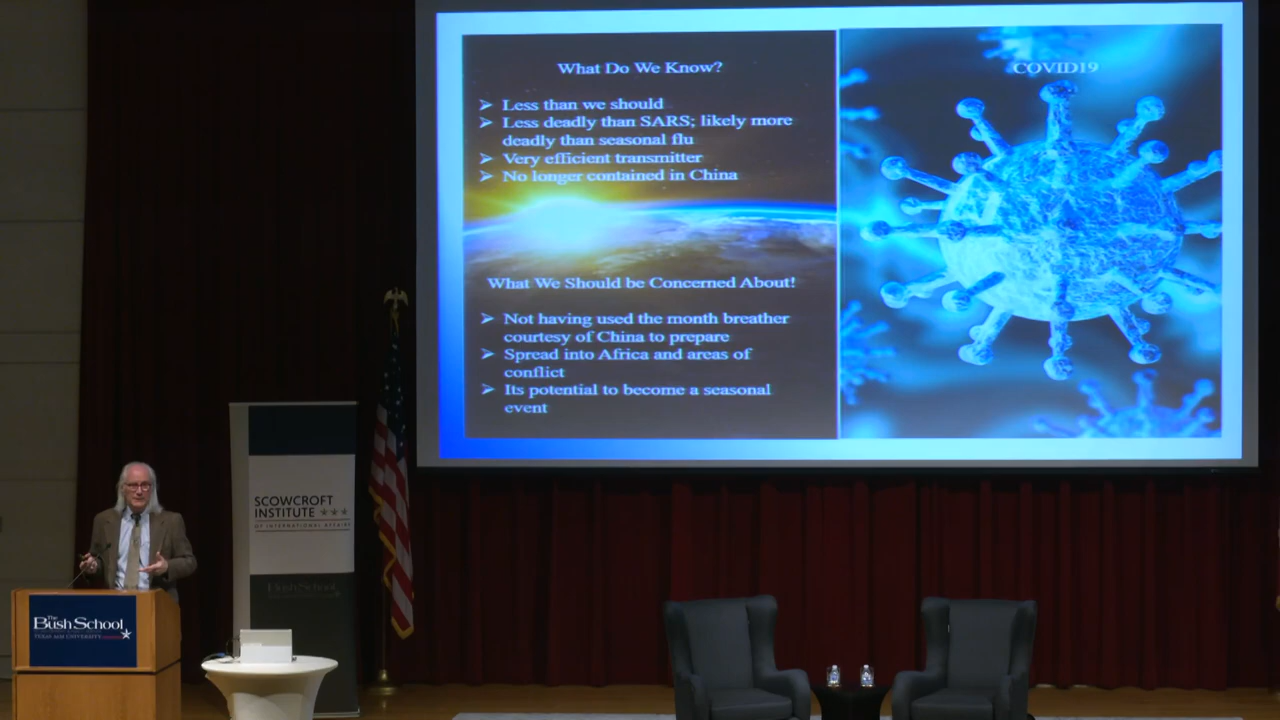 What Do We Know?
➢ Less than we should
➢ Less deadly than SARS; likely more
deadly than seasonal flu
➢ Very efficient transmitter
➢ No longer contained in China
What We Should be Concerned About!
➢ Not having used the month breather
courtesy of China to prepare
➢ Spread into Africa and areas of
conflict
➢ Its potential to become a seasonal
event
COVID19
SCOWCROFT
INSTITUTE
OF INTERNATIONAL AFFAIRS
Bush School
The
Bush School
TEXAS A&M UNIVERSITY